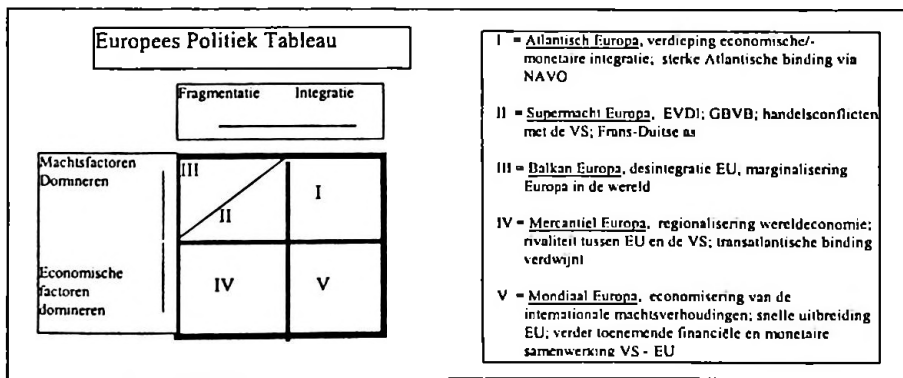 Europees Politiek Tableau
Fragmentatie Integratie
Machtsfactoren
Domineren
Economische
factoren
domineren
III
II
I
IV
V
I = Atlantisch Europa, verdieping economische/-
monetaire integratie; sterke Atlantische binding via
NAVO
II = Supermacht Europa, EVDI; GBVB; handelsconflicten
met de VS; Frans-Duitse as
III = Balkan Europa, desintegratie EU, marginalisering
Europa in de wereld
IV = Mercantiel Europa, regionalisering wereldeconomie;
rivaliteit tussen EU en de VS; transatlantische binding
verdwijnt
V = Mondiaal Europa, economisering van de
internationale machtsverhoudingen; snelle uitbreiding
EU; verder toenemende financiële en monetaire
samenwerking VS - EU